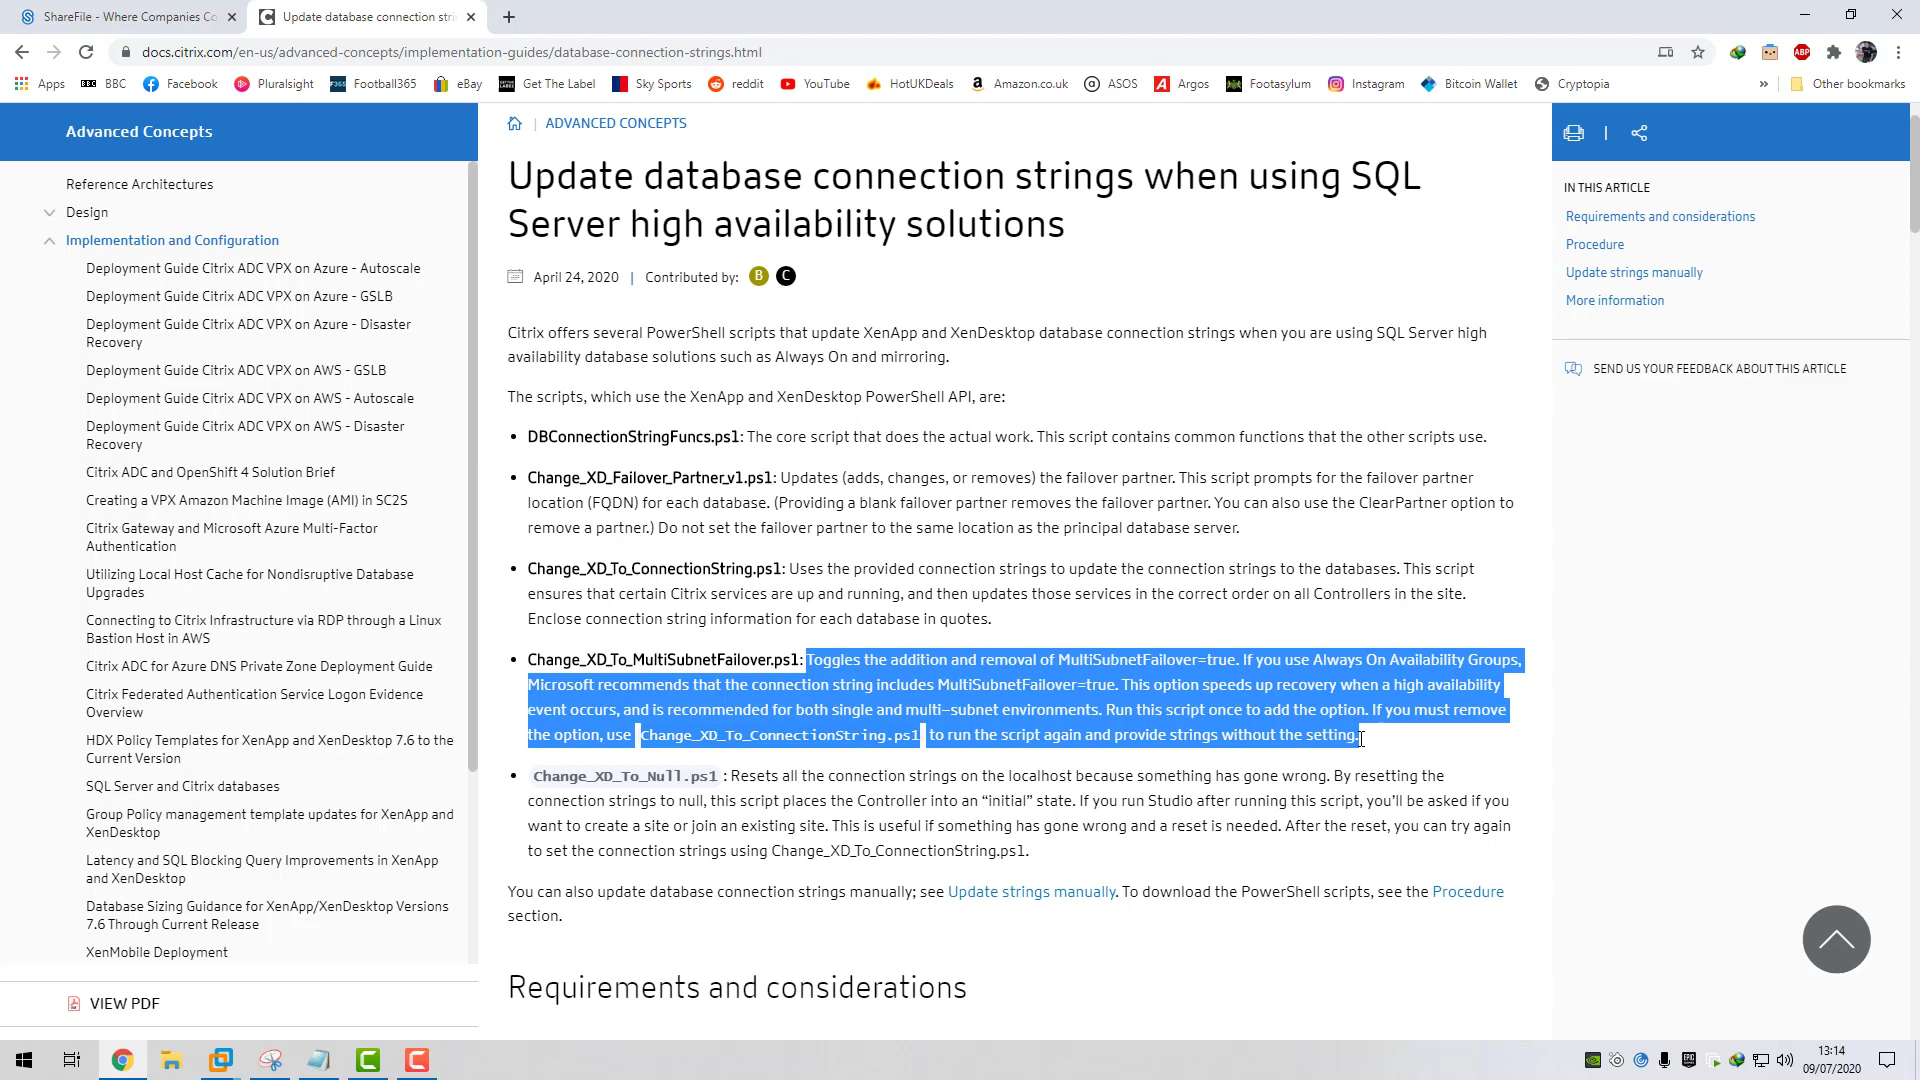 ShareFile - Where Companies Co
Update database connection stri
docs.citrix.com/en-us/advanced-concepts/implementation-guides/database-connection-strings.html
Apps BBC Facebook Pluralsight Football365 eBay Get The Label Sky Sports reddit YouTube HotUKDeals Amazon.co.uk ASOS Argos Footasylum Instagram Bitcoin Wallet Cryptopia » Other bookmarks
Advanced Concepts
Reference Architectures
Design
Implementation and Configuration
Deployment Guide Citrix ADC VPX on Azure - Autoscale
Deployment Guide Citrix ADC VPX on Azure - GSLB
Deployment Guide Citrix ADC VPX on Azure - Disaster
Recovery
Deployment Guide Citrix ADC VPX on AWS - GSLB
Deployment Guide Citrix ADC VPX on AWS - Autoscale
Deployment Guide Citrix ADC VPX on AWS - Disaster
Recovery
Citrix ADC and OpenShift 4 Solution Brief
Creating a VPX Amazon Machine Image (AMI) in SC2S
Citrix Gateway and Microsoft Azure Multi-Factor
Authentication
Utilizing Local Host Cache for Nondisruptive Database
Upgrades
Connecting to Citrix Infrastructure via RDP through a Linux
Bastion Host in AWS
Citrix ADC for Azure DNS Private Zone Deployment Guide
Citrix Federated Authentication Service Logon Evidence
Overview
HDX Policy Templates for XenApp and XenDesktop 7.6 to the
Current Version
SQL Server and Citrix databases
Group Policy management template updates for XenApp and
XenDesktop
Latency and SQL Blocking Query Improvements in XenApp
and XenDesktop
Database Sizing Guidance for XenApp/XenDesktop Versions
7.6 Through Current Release
XenMobile Deployment
VIEW PDF
| ADVANCED CONCEPTS
Update database connection strings when using SQL
Server high availability solutions
April 24, 2020 | Contributed by: B C
Citrix offers several PowerShell scripts that update XenApp and XenDesktop database connection strings when you are using SQL Server high
availability database solutions such as Always On and mirroring.
The scripts, which use the XenApp and XenDesktop PowerShell API, are:
• DBConnectionStringFuncs.ps1: The core script that does the actual work. This script contains common functions that the other scripts use.
• Change_XD_Failover_Partner_v1.ps1: Updates (adds, changes, or removes) the failover partner. This script prompts for the failover partner
location (FQDN) for each database. (Providing a blank failover partner removes the failover partner. You can also use the ClearPartner option to
remove a partner.) Do not set the failover partner to the same location as the principal database server.
• Change_XD_To_ConnectionString.ps1: Uses the provided connection strings to update the connection strings to the databases. This script
ensures that certain Citrix services are up and running, and then updates those services in the correct order on all Controllers in the site.
Enclose connection string information for each database in quotes.
• Change_XD_To_MultiSubnetFailover.ps1: Toggles the addition and removal of MultiSubnetFailover=true. If you use Always On Availability Groups,
Microsoft recommends that the connection string includes MultiSubnetFailover=true. This option speeds up recovery when a high availability
event occurs, and is recommended for both single and multi-subnet environments. Run this script once to add the option. If you must remove
the option, use Change_XD_To_ConnectionString.ps1 to run the script again and provide strings without the setting.
• Change_XD_To_Null.ps1 : Resets all the connection strings on the localhost because something has gone wrong. By resetting the
connection strings to null, this script places the Controller into an “initial” state. If you run Studio after running this script, you’ll be asked if you
want to create a site or join an existing site. This is useful if something has gone wrong and a reset is needed. After the reset, you can try again
to set the connection strings using Change_XD_To_ConnectionString.ps1.
You can also update database connection strings manually; see Update strings manually. To download the PowerShell scripts, see the Procedure
section.
Requirements and considerations
IN THIS ARTICLE
Requirements and considerations
Procedure
Update strings manually
More information
SEND US YOUR FEEDBACK ABOUT THIS ARTICLE
13:14
09/07/2020